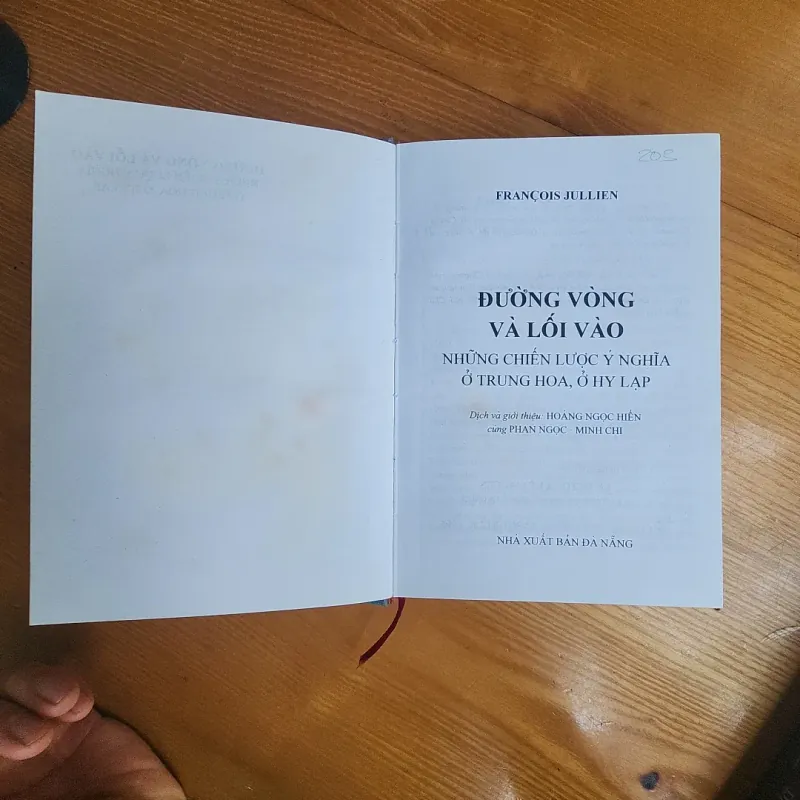 205
FRANÇOIS JULLIEN
ĐƯỜNG VÒNG
VÀ LỐI VÀO
NHỮNG CHIẾN LƯỢC Ý NGHĨA
Ở TRUNG HOA, Ở HY LẠP
Dịch và giới thiệu: HOÀNG NGỌC HIẾN
cùng PHAN NGỌC - MINH CHI
NHÀ XUẤT BẢN ĐÀ NẴNG